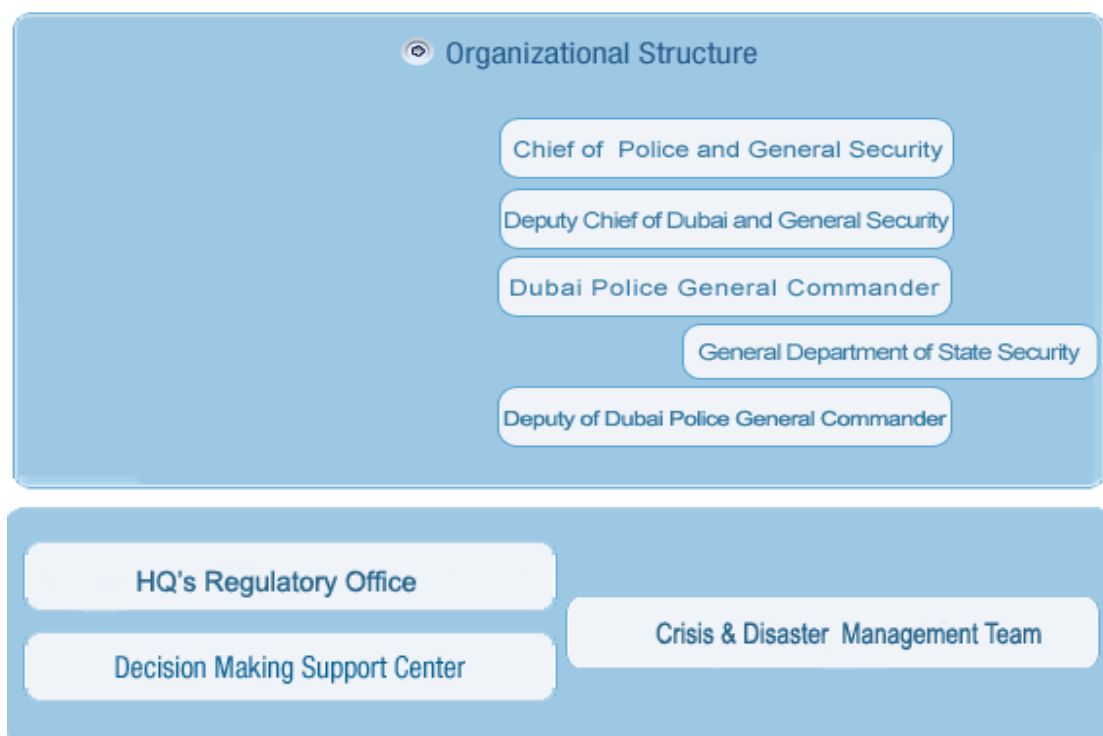 Organizational Structure
Chief of Police and General Security
Deputy Chief of Dubai and General Security
Dubai Police General Commander
General Department of State Security
Deputy of Dubai Police General Commander
HQ's Regulatory Office
Decision Making Support Center
Crisis & Disaster Management Team